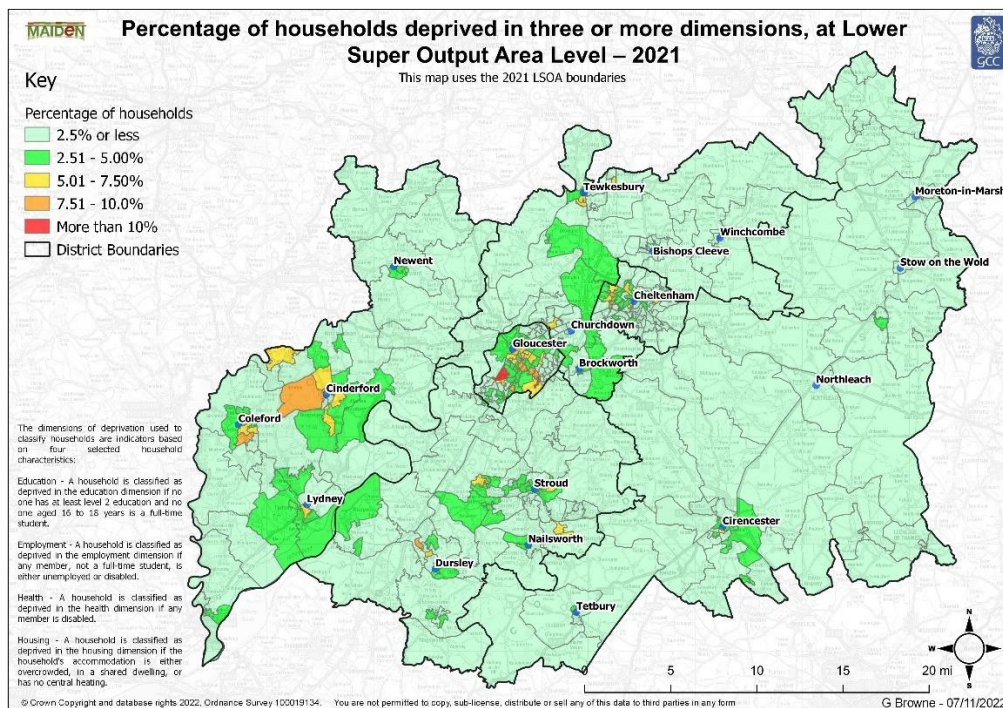 MAIDEN
Percentage of households deprived in three or more dimensions, at Lower
Super Output Area Level – 2021
This map uses the 2021 LSOA boundaries
GCC
Key
Percentage of households
2.5% or less
2.51 - 5.00%
5.01 - 7.50%
7.51 - 10.0%
More than 10%
District Boundaries
Tewkesbury
Moreton-in-Marsh
Winchcombe
Bishops Cleeve
Newent
Stow on the Wold
Cheltenham
Churchdown
Gloucester
Brockworth
Northleach
Cinderford
Coleford
Stroud
Lydney
Cirencester
Nailsworth
Dursley
Tetbury
The dimensions of deprivation used to
classify households are indicators based
on four selected household
characteristics:
Education - A household is classified as
deprived in the education dimension if no
one has at least level 2 education and no
one aged 16 to 18 years is a full-time
student.
Employment - A household is classified as
deprived in the employment dimension if
any member, not a full-time student, is
either unemployed or disabled.
Health - A household is classified as
deprived in the health dimension if any
member is disabled.
Housing - A household is classified as
deprived in the housing dimension if the
household's accommodation is either
overcrowded, in a shared dwelling, or
has no central heating.
N
W E
S
0 5 10 15 20 mi
© Crown Copyright and database rights 2022, Ordnance Survey 100019134. You are not permitted to copy, sub-license, distribute or sell any of this data to third parties in any form
G Browne - 07/11/2022